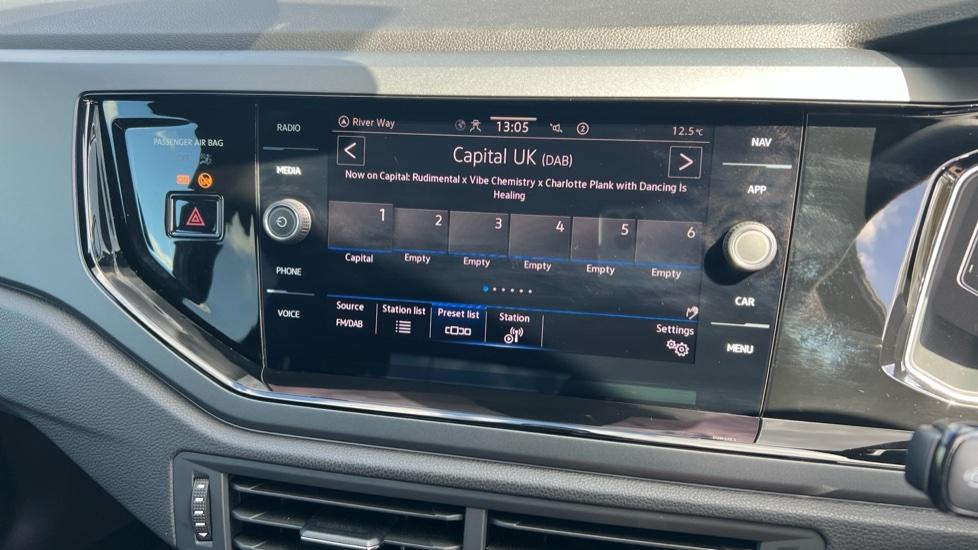 PASSENGER AIR BAG
RADIO
MEDIA
PHONE
VOICE
River Way
13:05
2
12.5°C
<
Capital UK (DAB)
>
Now on Capital: Rudimental x Vibe Chemistry x Charlotte Plank with Dancing Is
Healing
1 2 3 4 5 6
Capital Empty Empty Empty Empty Empty
Source Station list Preset list Station Settings
FM/DAB
NAV
APP
CAR
MENU